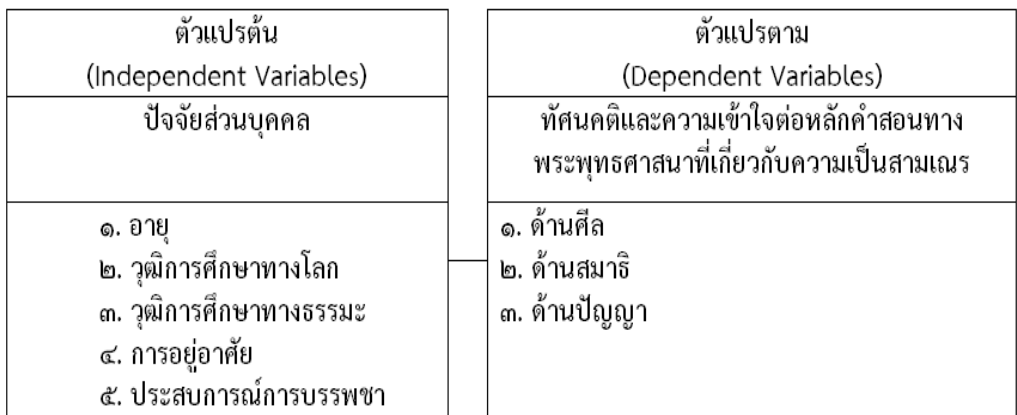 ตัวแปรต้น
(Independent Variables)
ปัจจัยส่วนบุคคล
๑. อายุ
๒. วุฒิการศึกษาทางโลก
๓. วุฒิการศึกษาทางธรรมะ
๔. การอยู่อาศัย
๕. ประสบการณ์การบรรพชา
ตัวแปรตาม
(Dependent Variables)
ทัศนคติและความเข้าใจต่อหลักคำสอนทาง
พระพุทธศาสนาที่เกี่ยวกับความเป็นสามเณร
๑. ด้านศีล
๒. ด้านสมาธิ
๓. ด้านปัญญา